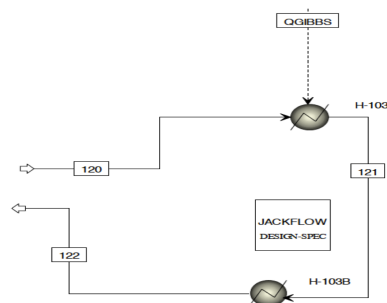 QGIBBS
H-103
120
121
JACKFLOW
DESIGN-SPEC
122
H-103B